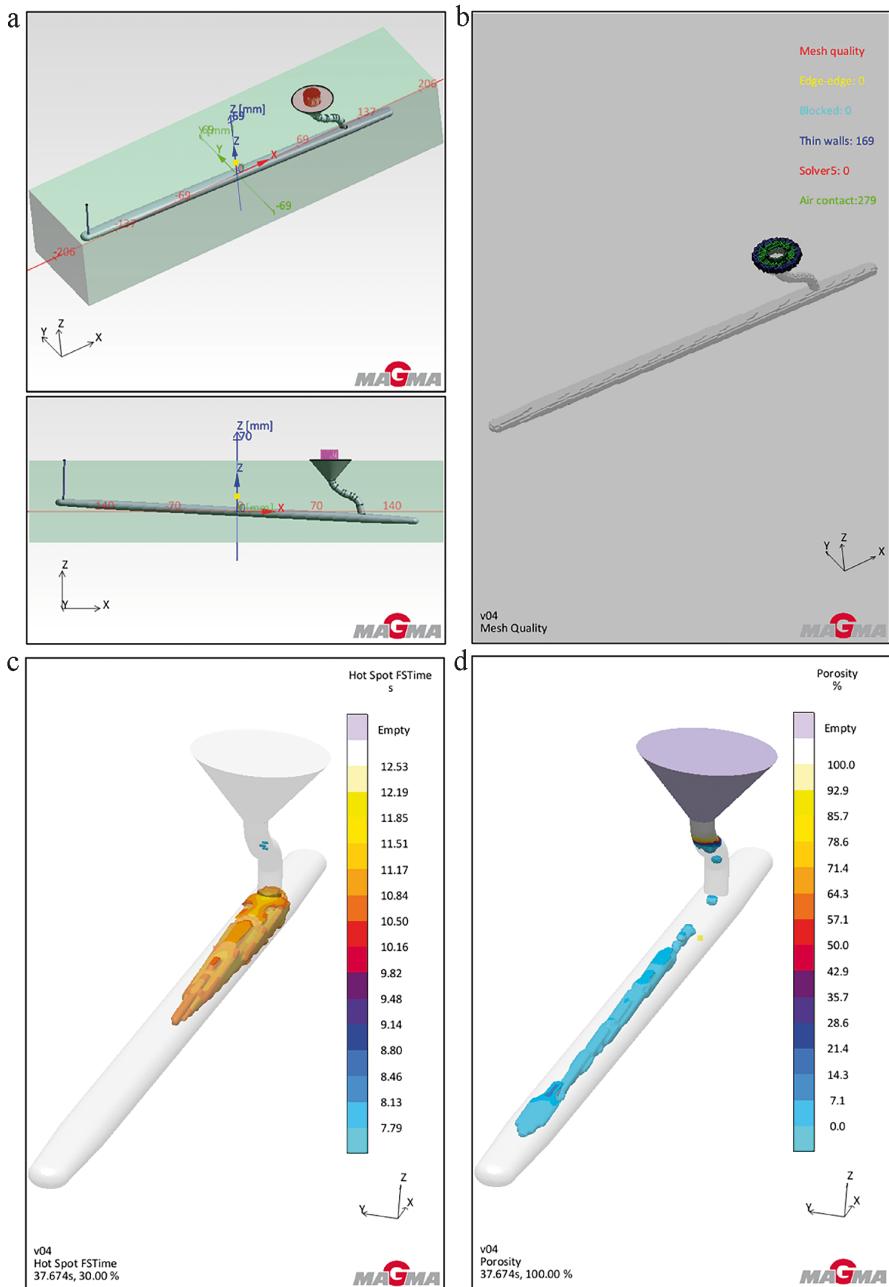 a
Z [mm]
69
Y [mm]
69
Z
Y
0
X
206
137
69
-69
-69
-137
-206
Y
Z
X
MAGMA
Z [mm]
70
Z
0
X
-140
-70
70
140
Z
Y
X
MAGMA
b
Mesh quality
Edge-edge: 0
Blocked: 0
Thin walls: 169
Solver5: 0
Air contact:279
Y
Z
X
v04
Mesh Quality
MAGMA
c
Hot Spot FSTime
s
Empty
12.53
12.19
11.85
11.51
11.17
10.84
10.50
10.16
9.82
9.48
9.14
8.80
8.46
8.13
7.79
Z
Y
X
v04
Hot Spot FSTime
37.674s, 30.00 %
MAGMA
d
Porosity
%
Empty
100.0
92.9
85.7
78.6
71.4
64.3
57.1
50.0
42.9
35.7
28.6
21.4
14.3
7.1
0.0
Z
Y
X
v04
Porosity
37.674s, 100.00 %
MAGMA